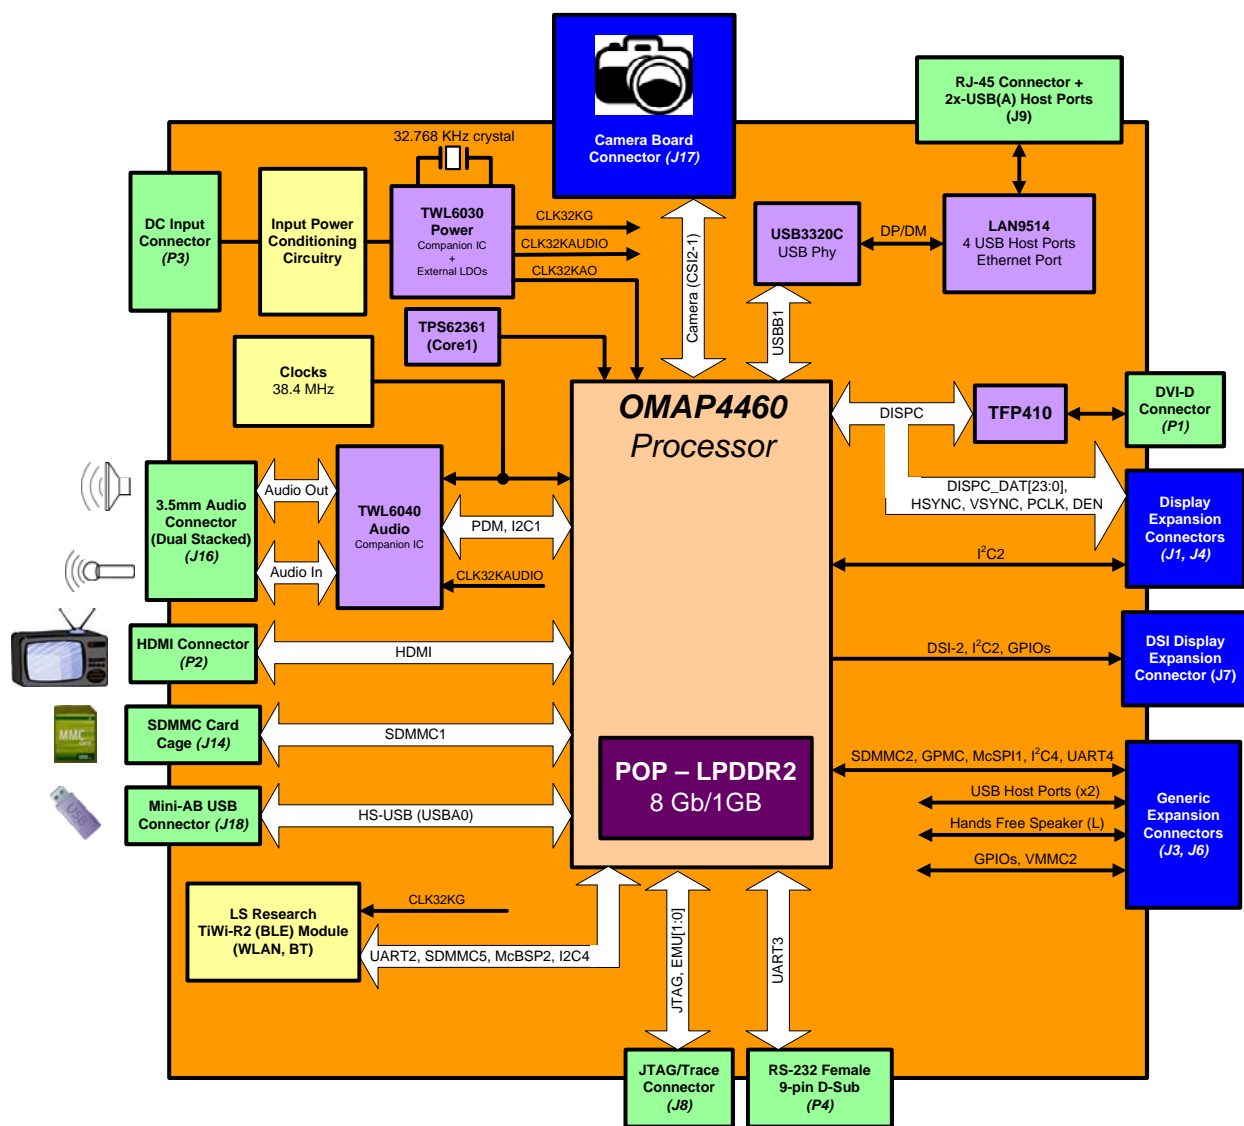 RJ-45 Connector +
2x-USB(A) Host Ports
(J9)
Camera Board
Connector (J17)
32.768 KHz crystal
DC Input
Connector
(P3)
Input Power
Conditioning
Circuitry
TWL6030
Power
Companion IC
+
External LDOs
CLK32KG
CLK32KAUDIO
CLK32KAO
Camera (CSI2-1)
USB3320C
USB Phy
DP/DM
LAN9514
4 USB Host Ports
Ethernet Port
USBB1
TPS62361
(Core1)
Clocks
38.4 MHz
OMAP4460
Processor
DISPC
TFP410
DVI-D
Connector
(P1)
3.5mm Audio
Connector
(Dual Stacked)
(J16)
Audio Out
Audio In
TWL6040
Audio
Companion IC
PDM, I2C1
CLK32KAUDIO
DISPC_DAT[23:0],
HSYNC, VSYNC, PCLK, DEN
Display
Expansion
Connectors
(J1, J4)
I2C2
HDMI Connector
(P2)
HDMI
DSI-2, I2C2, GPIOs
DSI Display
Expansion
Connector (J7)
MMC
card
SDMMC Card
Cage (J14)
SDMMC1
POP – LPDDR2
8 Gb/1GB
SDMMC2, GPMC, McSPI1, I2C4, UART4
USB Host Ports (x2)
Hands Free Speaker (L)
GPIOs, VMMC2
Generic
Expansion
Connectors
(J3, J6)
USB
Mini-AB USB
Connector (J18)
HS-USB (USBA0)
LS Research
TiWi-R2 (BLE) Module
(WLAN, BT)
CLK32KG
UART2, SDMMC5, McBSP2, I2C4
JTAG, EMU[1:0]
UART3
JTAG/Trace
Connector
(J8)
RS-232 Female
9-pin D-Sub
(P4)